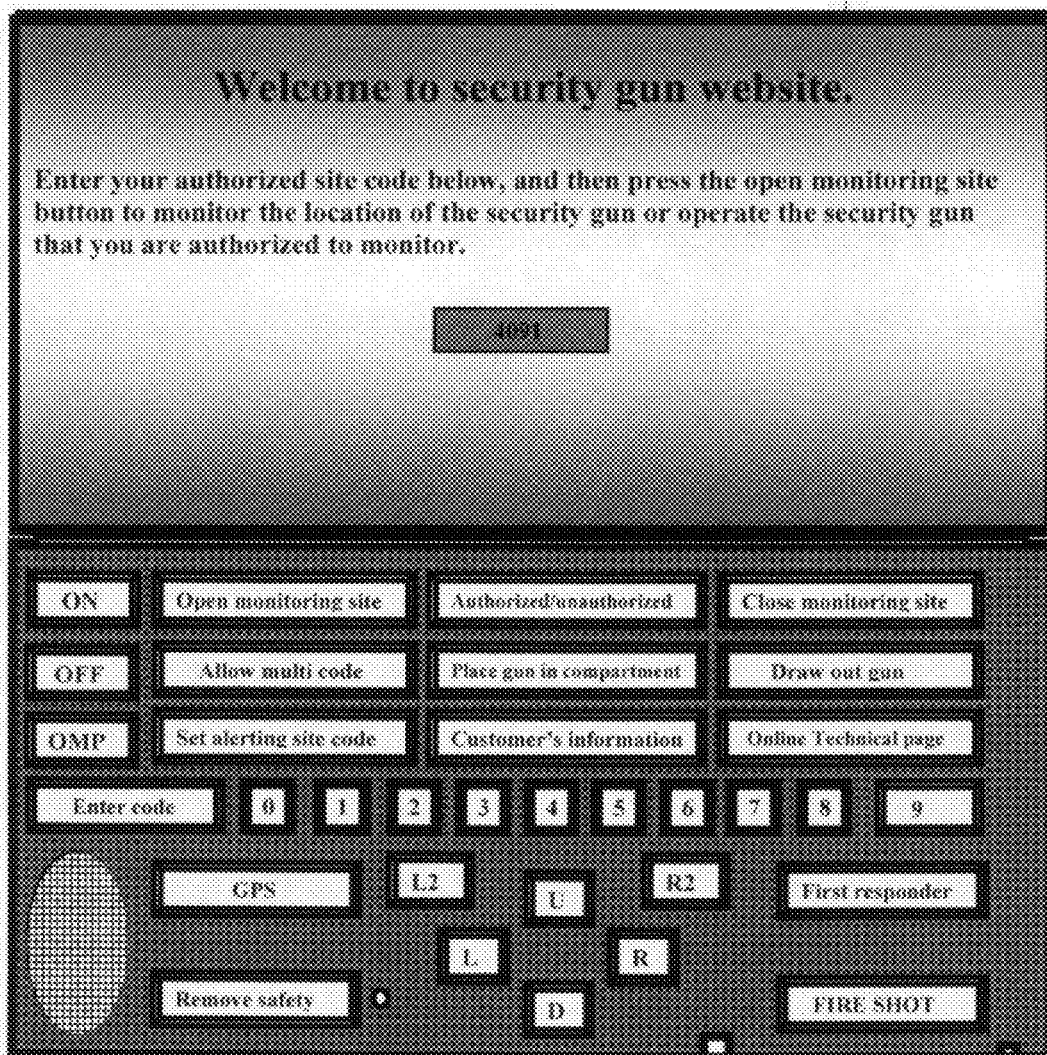 Welcome to security gun website.
Enter your authorized site code below, and then press the open monitoring site
button to monitor the location of the security gun or operate the security gun
that you are authorized to monitor.
4091
ON Open monitoring site Authorized/unauthorized Close monitoring site
OFF Allow multi code Place gun in compartment Draw out gun
OMP Set alerting site code Customer's information Online Technical page
Enter code 0 1 2 3 4 5 6 7 8 9
GPS L2 U R2 First responder
L R
Remove safety D FIRE SHOT